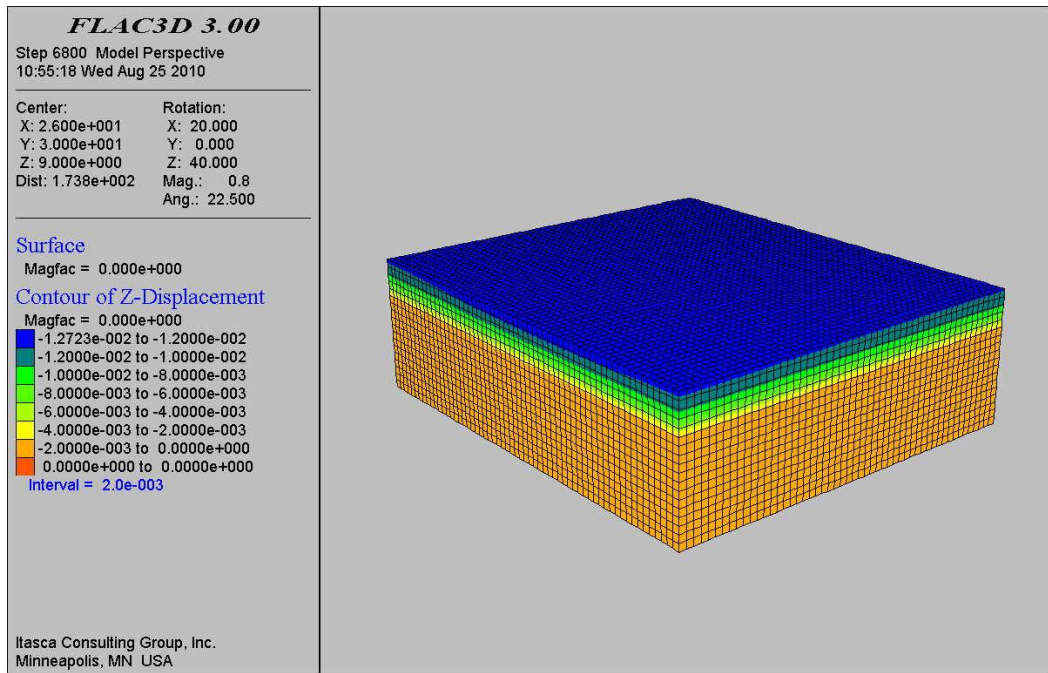 FLAC3D 3.00
Step 6800 Model Perspective
10:55:18 Wed Aug 25 2010
Center: Rotation:
X: 2.600e+001 X: 20.000
Y: 3.000e+001 Y: 0.000
Z: 9.000e+000 Z: 40.000
Dist: 1.738e+002 Mag.: 0.8
Ang.: 22.500
Surface
Magfac = 0.000e+000
Contour of Z-Displacement
Magfac = 0.000e+000
-1.2723e-002 to -1.2000e-002
-1.2000e-002 to -1.0000e-002
-1.0000e-002 to -8.0000e-003
-8.0000e-003 to -6.0000e-003
-6.0000e-003 to -4.0000e-003
-4.0000e-003 to -2.0000e-003
-2.0000e-003 to 0.0000e+000
0.0000e+000 to 0.0000e+000
Interval = 2.0e-003
Itasca Consulting Group, Inc.
Minneapolis, MN USA